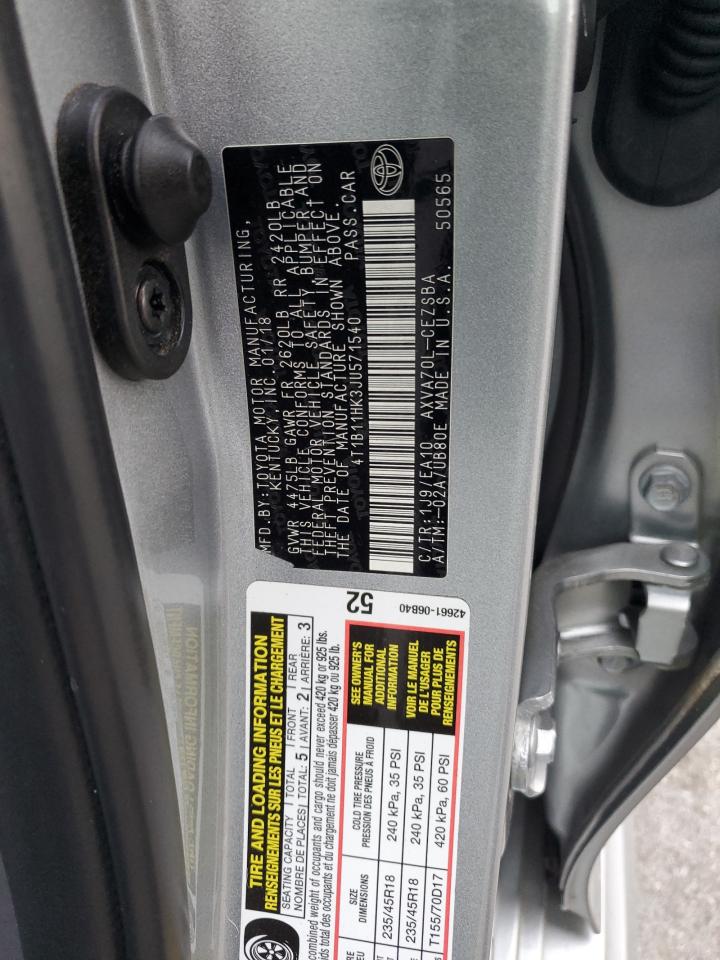 MFD. BY: TOYOTA MOTOR MANUFACTURING,
KENTUCKY, INC. 01/18
GVWR 4475LB GAWR FR 2620LB RR 2420LB
THIS VEHICLE CONFORMS TO ALL APPLICABLE
FEDERAL MOTOR VEHICLE SAFETY BUMPER, AND
THEFT PREVENTION STANDARDS IN EFFECT ON
THE DATE OF MANUFACTURE SHOWN ABOVE.
4T1B11HK3JU571540 PASS.CAR
C/TR:1J9/EA10 AXVA70L-CEZSBA
A/TM:-02A/UB80E MADE IN U.S.A. 50565
TIRE AND LOADING INFORMATION
RENSEIGNEMENTS SUR LES PNEUS ET LE CHARGEMENT
SEATING CAPACITY | TOTAL | FRONT | REAR
NOMBRE DE PLACES | TOTAL: 5 | AVANT: 2 | ARRIÈRE: 3
combined weight of occupants and cargo should never exceed 420 kg or 925 lbs.
total des occupants et du chargement ne doit jamais dépasser 420 kg ou 925 lb.
SIZE
DIMENSIONS
COLD TIRE PRESSURE
PRESSION DES PNEUS À FROID
235/45R18 240 kPa, 35 PSI
235/45R18 240 kPa, 35 PSI
T155/70D17 420 kPa, 60 PSI
SEE OWNER'S
MANUAL FOR
ADDITIONAL
INFORMATION
VOIR LE MANUEL
DE L'USAGER
POUR PLUS DE
RENSEIGNEMENTS
52
42661-06B40